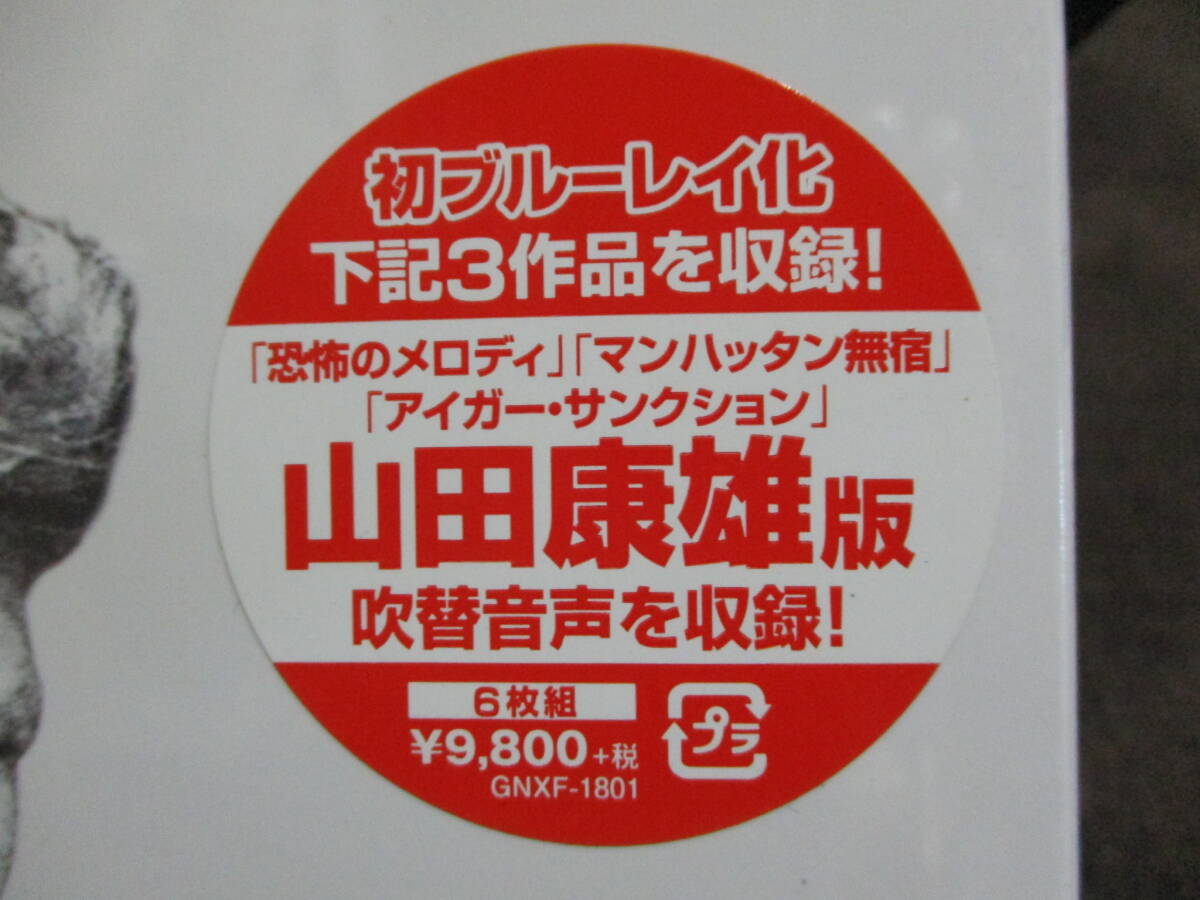 初ブルーレイ化
下記3作品を収録!
「恐怖のメロディ」「マンハッタン無宿」
「アイガー・サンクション」
山田康雄版
吹替音声を収録!
6枚組
¥9,800+税
GNXF-1801
プラ